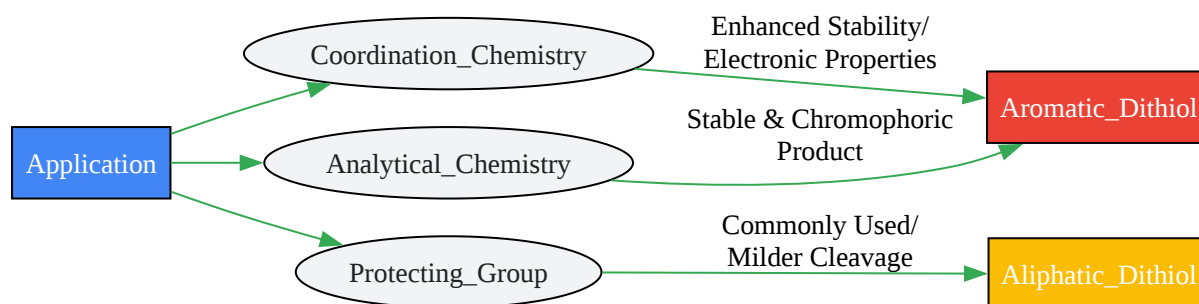 Enhanced Stability/
Electronic Properties
Coordination_Chemistry
Aromatic_Dithiol
Stable & Chromophoric
Product
Application
Analytical_Chemistry
Commonly Used/
Milder Cleavage
Protecting_Group
Aliphatic_Dithiol